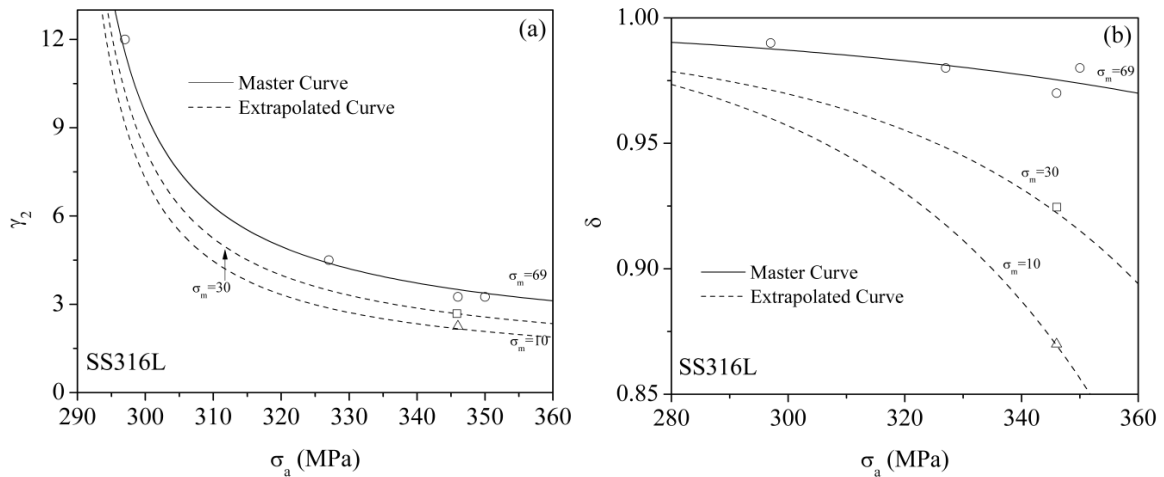 (a)
12
9
6
3
0
γ₂
Master Curve
Extrapolated Curve
σₘ=30
σₘ=69
σₘ=10
SS316L
290 300 310 320 330 340 350 360
σₐ (MPa)
(b)
1.00
0.95
0.90
0.85
δ
σₘ=69
σₘ=30
σₘ=10
Master Curve
Extrapolated Curve
SS316L
280 300 320 340 360
σₐ (MPa)